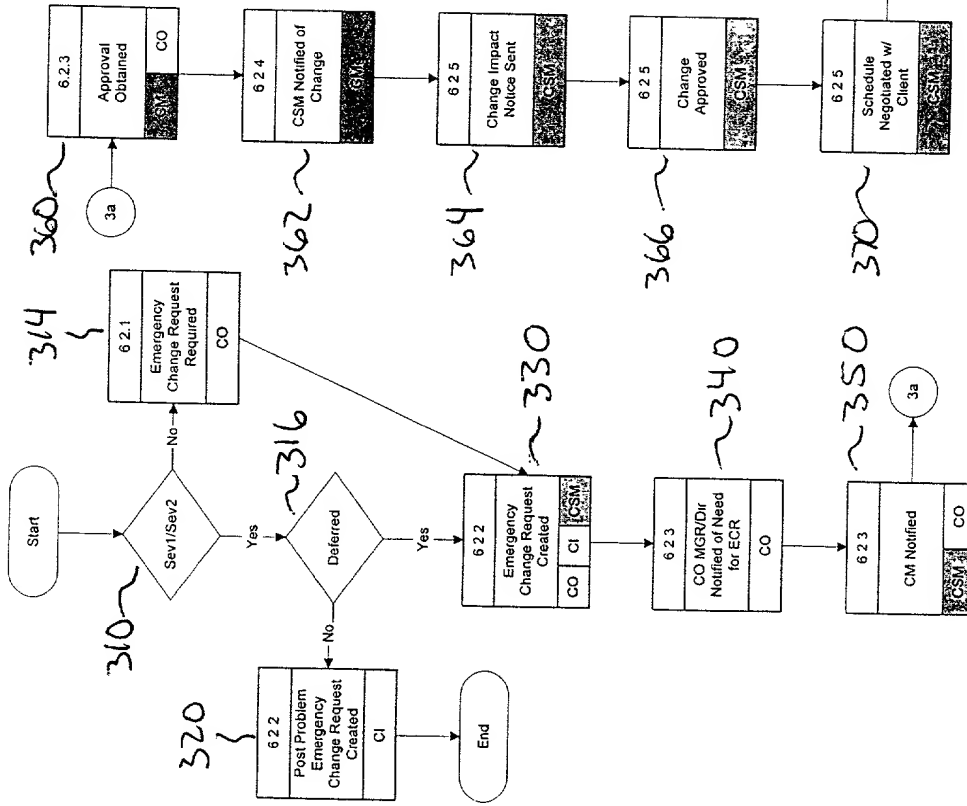 Start
310
Sev1/Sev2
No
314
6 2.1
Emergency
Change Request
Required
CO
Yes
316
Deferred
No
320
6 2 2
Post Problem
Emergency
Change Request
Created
CI
End
Yes
330
6 2 2
Emergency
Change Request
Created
CO
CI
CSM
340
6 2 3
CO MGR/Dir
Notified of Need
for ECR
CO
350
6 2 3
CM Notified
CSM
CO
3a
3a
360
6.2.3
Approval
Obtained
CO
362
6 2 4
CSM Notified of
Change
364
6 2 5
Change Impact
Notice Sent
CSM
366
6 2 5
Change
Approved
CSM
370
6 2 5
Schedule
Negotiated w/
Client
CSM